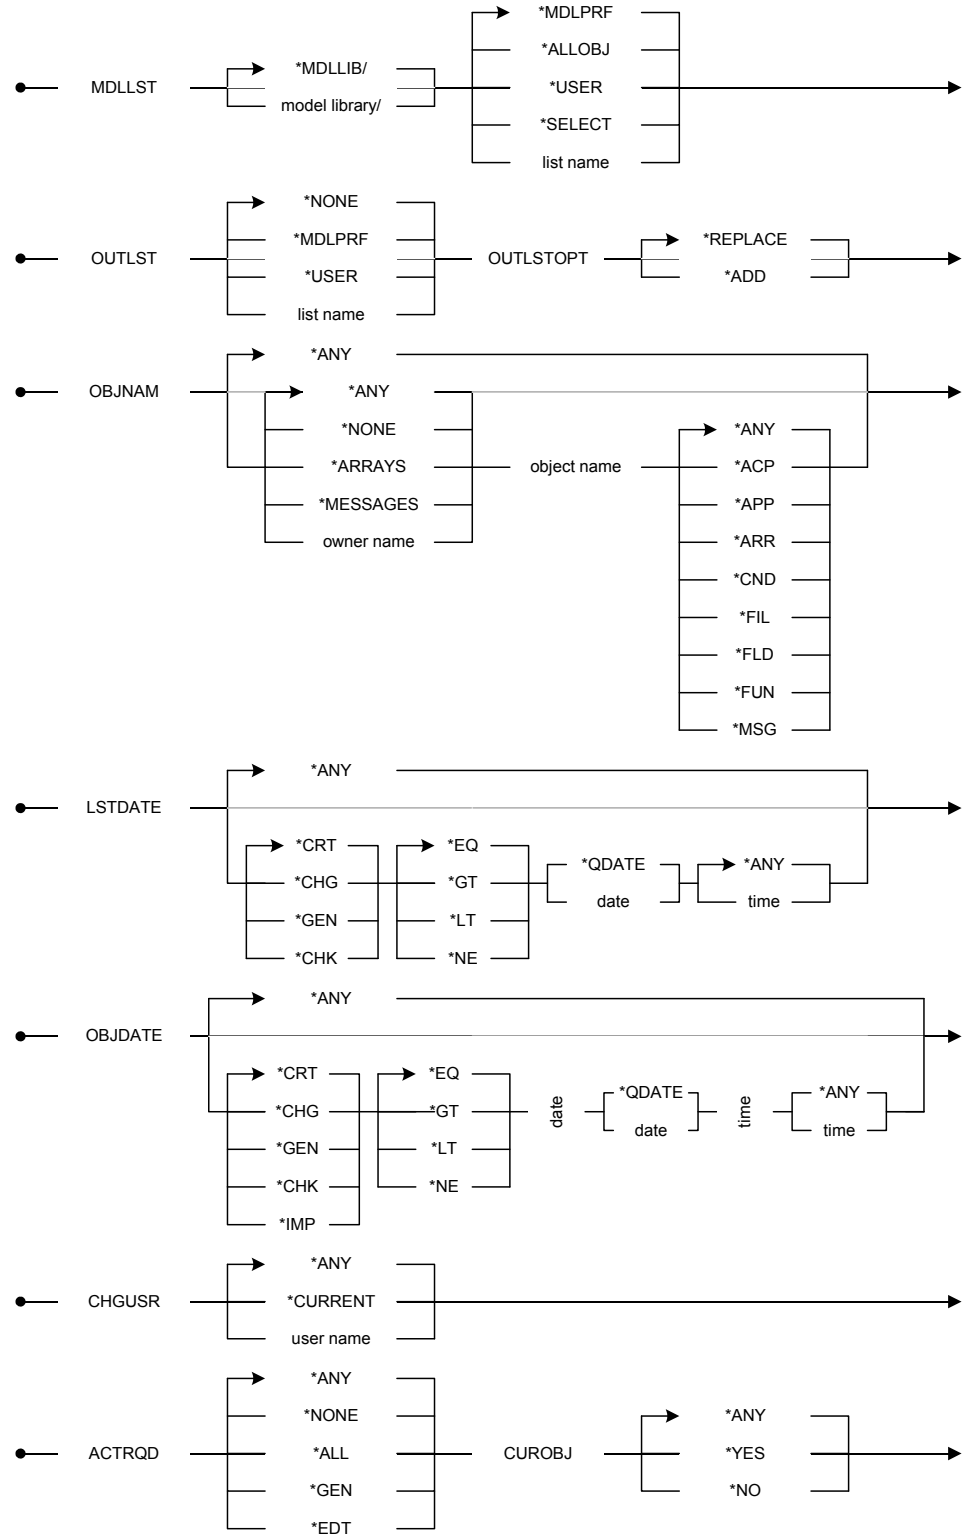 *MDLPRF
*ALLOBJ
MDLLST *MDLLIB/ *USER
model library/
*SELECT
list name
*NONE
*MDLPRF *REPLACE
OUTLST OUTLSTOPT
*USER *ADD
list name
*ANY
OBJNAM *ANY
*NONE *ANY
*ARRAYS object name *ACP
*MESSAGES *APP
owner name *ARR
*CND
*FIL
*FLD
*FUN
*MSG
*ANY
LSTDATE
*CRT *EQ
*CHG *GT *QDATE *ANY
date time
*GEN *LT
*CHK *NE
*ANY
OBJDATE
*CRT *EQ
*CHG *GT date *QDATE time *ANY
date time
*GEN *LT
*CHK *NE
*IMP
*ANY
CHGUSR *CURRENT
user name
*ANY
*NONE *ANY
ACTRQD *ALL CUROBJ *YES
*GEN *NO
*EDT